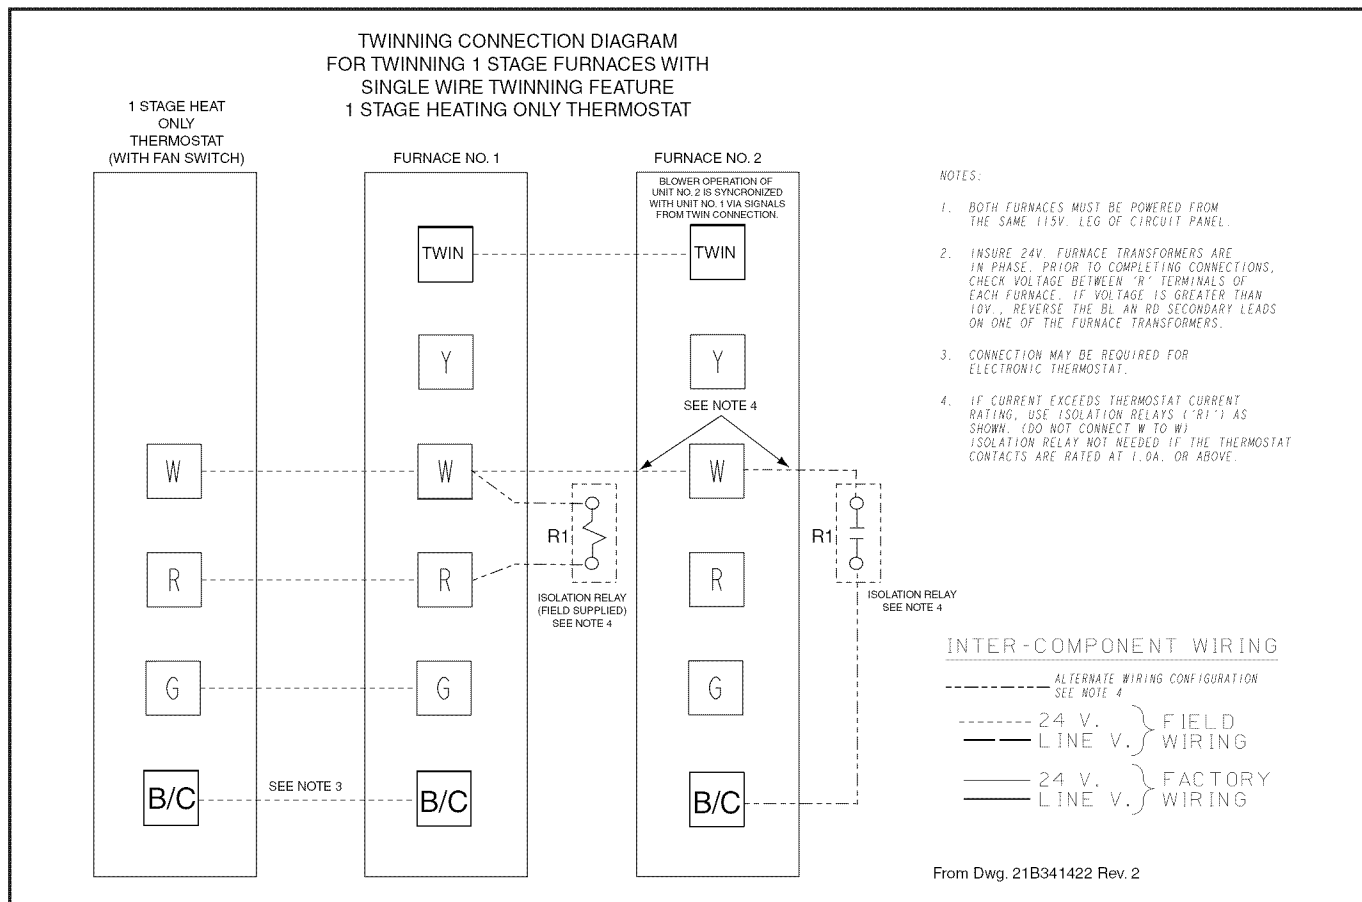 TWINNING CONNECTION DIAGRAM
FOR TWINNING 1 STAGE FURNACES WITH
SINGLE WIRE TWINNING FEATURE
1 STAGE HEATING ONLY THERMOSTAT
1 STAGE HEAT
ONLY
THERMOSTAT
(WITH FAN SWITCH)
FURNACE NO. 1
FURNACE NO. 2
BLOWER OPERATION OF
UNIT NO. 2 IS SYNCRONIZED
WITH UNIT NO. 1 VIA SIGNALS
FROM TWIN CONNECTION.
TWIN
TWIN
Y
Y
SEE NOTE 4
W
W
W
R1
R1
R
R
R
ISOLATION RELAY
(FIELD SUPPLIED)
SEE NOTE 4
ISOLATION RELAY
SEE NOTE 4
G
G
G
B/C
SEE NOTE 3
B/C
B/C
NOTES:
1. BOTH FURNACES MUST BE POWERED FROM
THE SAME 115V. LEG OF CIRCUIT PANEL.
2. INSURE 24V. FURNACE TRANSFORMERS ARE
IN PHASE. PRIOR TO COMPLETING CONNECTIONS,
CHECK VOLTAGE BETWEEN 'R' TERMINALS OF
EACH FURNACE. IF VOLTAGE IS GREATER THAN
10V., REVERSE THE BL AN RD SECONDARY LEADS
ON ONE OF THE FURNACE TRANSFORMERS.
3. CONNECTION MAY BE REQUIRED FOR
ELECTRONIC THERMOSTAT.
4. IF CURRENT EXCEEDS THERMOSTAT CURRENT
RATING, USE ISOLATION RELAYS ('R1') AS
SHOWN. (DO NOT CONNECT W TO W)
ISOLATION RELAY NOT NEEDED IF THE THERMOSTAT
CONTACTS ARE RATED AT 1.0A. OR ABOVE.
INTER-COMPONENT WIRING
ALTERNATE WIRING CONFIGURATION
SEE NOTE 4
24 V. FIELD
LINE V. WIRING
24 V. FACTORY
LINE V. WIRING
From Dwg. 21B341422 Rev. 2